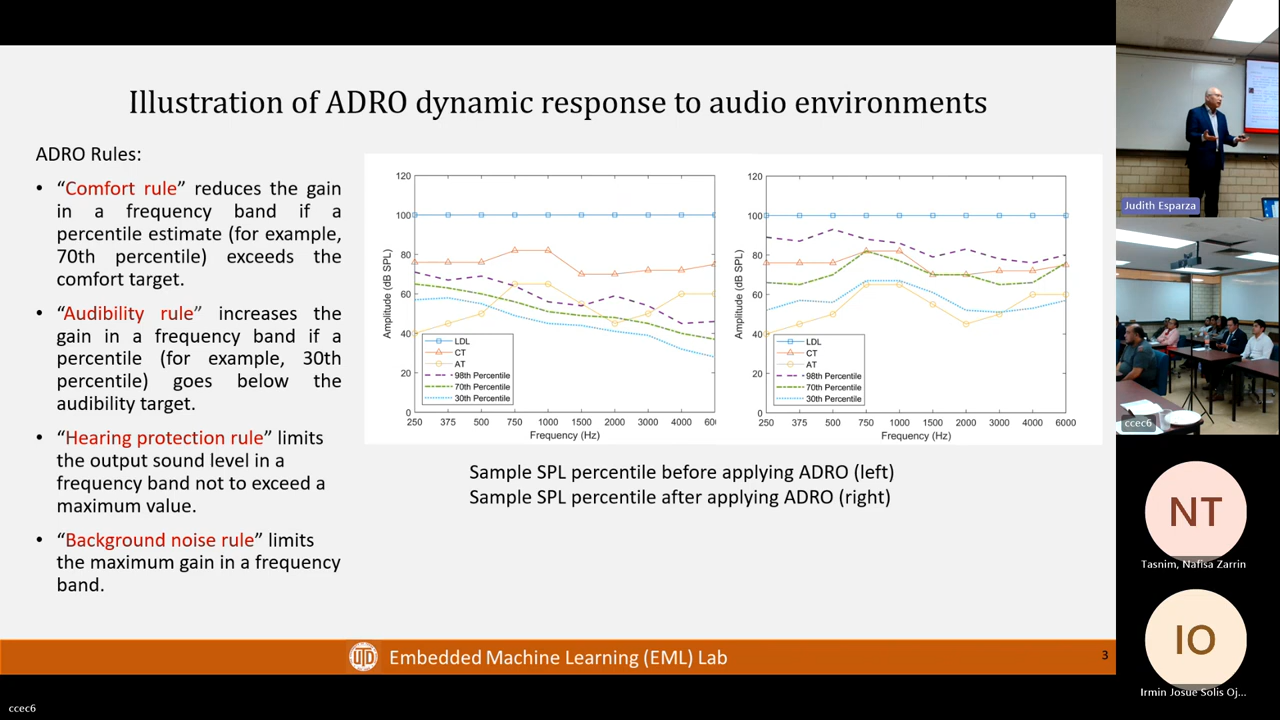 Illustration of ADRO dynamic response to audio environments
ADRO Rules:
• “Comfort rule” reduces the gain
in a frequency band if a
percentile estimate (for example,
70th percentile) exceeds the
comfort target.
• “Audibility rule” increases the
gain in a frequency band if a
percentile (for example, 30th
percentile) goes below the
audibility target.
• “Hearing protection rule” limits
the output sound level in a
frequency band not to exceed a
maximum value.
• “Background noise rule” limits
the maximum gain in a frequency
band.
120
100
80
60
40
20
0
Amplitude (dB SPL)
LDL
CT
AT
98th Percentile
70th Percentile
30th Percentile
250 375 500 750 1000 1500 2000 3000 4000 600
Frequency (Hz)
120
100
80
60
40
20
0
Amplitude (dB SPL)
LDL
CT
AT
98th Percentile
70th Percentile
30th Percentile
250 375 500 750 1000 1500 2000 3000 4000 6000
Frequency (Hz)
Sample SPL percentile before applying ADRO (left)
Sample SPL percentile after applying ADRO (right)
UTD
Embedded Machine Learning (EML) Lab
3
ccec6
Judith Esparza
ccec6
NT
Tasnim, Nafisa Zarrin
IO
Irmin Josue Solis Oj...